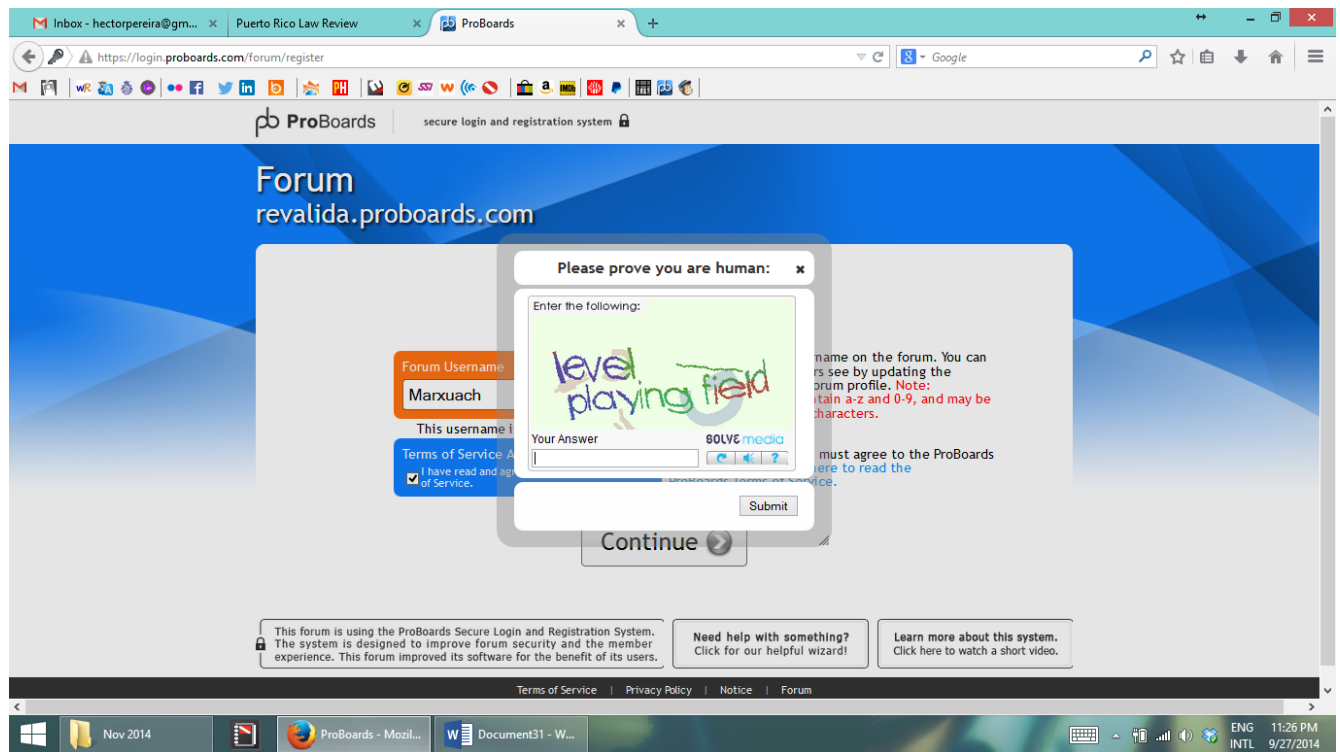 Inbox - hectorpereira@gm...
Puerto Rico Law Review
ProBoards
https://login.proboards.com/forum/register
Google
pb ProBoards
secure login and registration system
Forum
revalida.proboards.com
Please prove you are human:
Enter the following:
level
playing field
Your Answer
SOLVE media
Submit
Forum Username
Marxuach
This username i
Terms of Service A
I have read and agr
of Service.
name on the forum. You can
rs see by updating the
orum profile. Note:
tain a-z and 0-9, and may be
characters.
must agree to the ProBoards
ere to read the
ProBoards Terms of Service.
Continue
This forum is using the ProBoards Secure Login and Registration System.
The system is designed to improve forum security and the member
experience. This forum improved its software for the benefit of its users.
Need help with something?
Click for our helpful wizard!
Learn more about this system.
Click here to watch a short video.
Terms of Service | Privacy Policy | Notice | Forum
Nov 2014
ProBoards - Mozil...
Document31 - W...
ENG
INTL
11:26 PM
9/27/2014